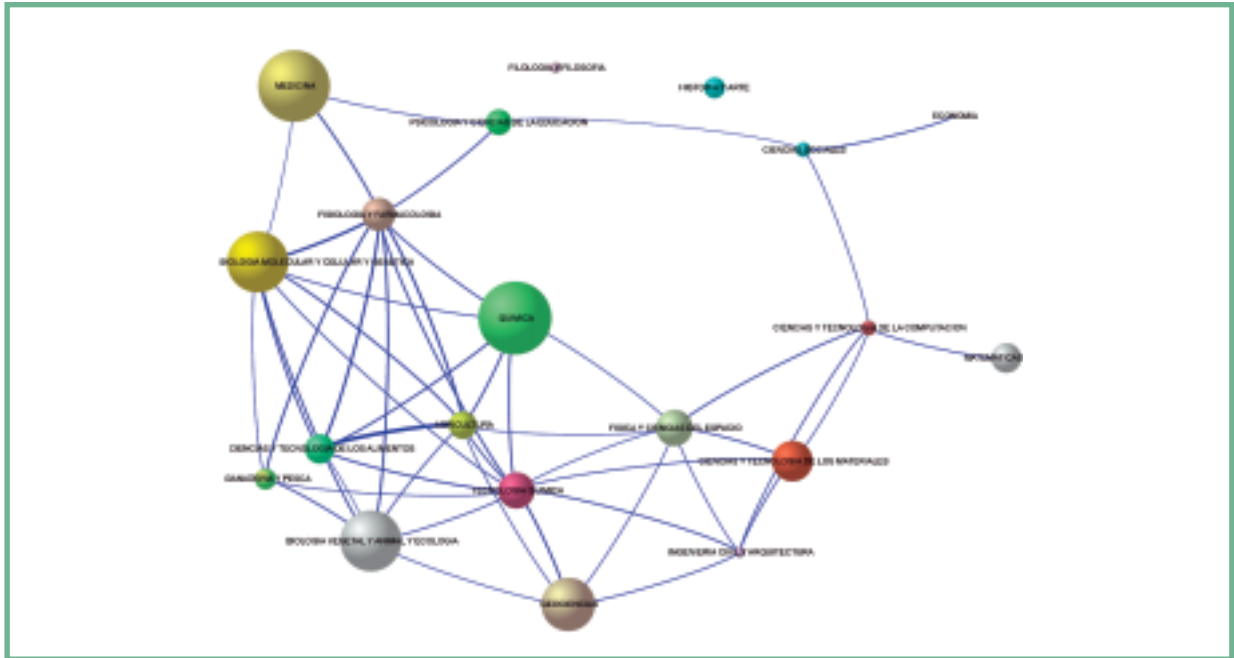 MEDICINA
FILOLOGIA Y FILOSOFIA
HISTORIA Y ARTE
ECONOMIA
PSICOLOGIA Y CIENCIAS DE LA EDUCACION
CIENCIAS SOCIALES
FISIOLOGIA Y FARMACOLOGIA
BIOLOGIA MOLECULAR Y CELULAR Y GENETICA
QUIMICA
CIENCIAS Y TECNOLOGIA DE LA COMPUTACION
MATEMATICAS
AGRICULTURA
FISICA Y CIENCIAS DEL ESPACIO
CIENCIAS Y TECNOLOGIA DE LOS ALIMENTOS
CIENCIAS Y TECNOLOGIA DE LOS MATERIALES
GANADERIA Y PESCA
TECNOLOGIA QUIMICA
BIOLOGIA VEGETAL Y ANIMAL Y ECOLOGIA
INGENIERIA CIVIL Y ARQUITECTURA
GEOCIENCIAS